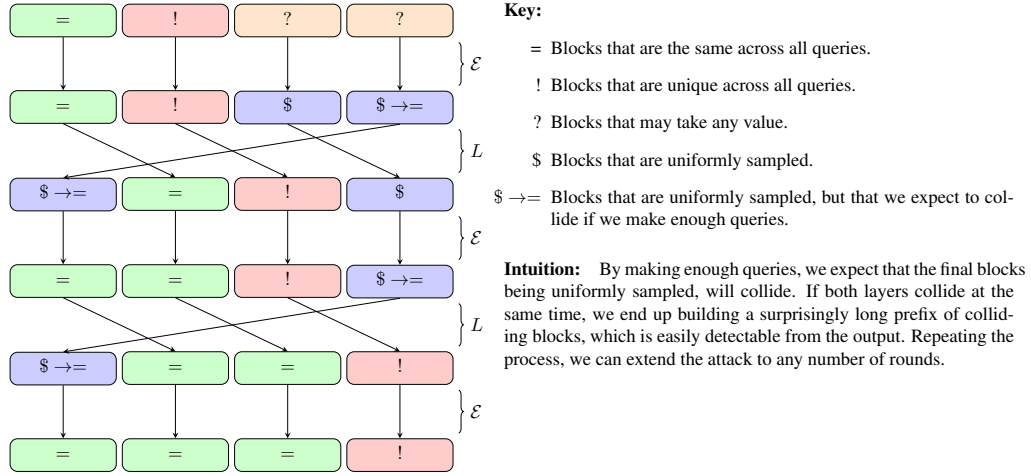 = ! ? ?
ℰ
= ! $ $ →=
L
$ →= = ! $
ℰ
= = ! $ →=
L
$ →= = = !
ℰ
= = = !
Key:
= Blocks that are the same across all queries.
! Blocks that are unique across all queries.
? Blocks that may take any value.
$ Blocks that are uniformly sampled.
$ →= Blocks that are uniformly sampled, but that we expect to col-
lide if we make enough queries.
Intuition: By making enough queries, we expect that the final blocks
being uniformly sampled, will collide. If both layers collide at the
same time, we end up building a surprisingly long prefix of collid-
ing blocks, which is easily detectable from the output. Repeating the
process, we can extend the attack to any number of rounds.